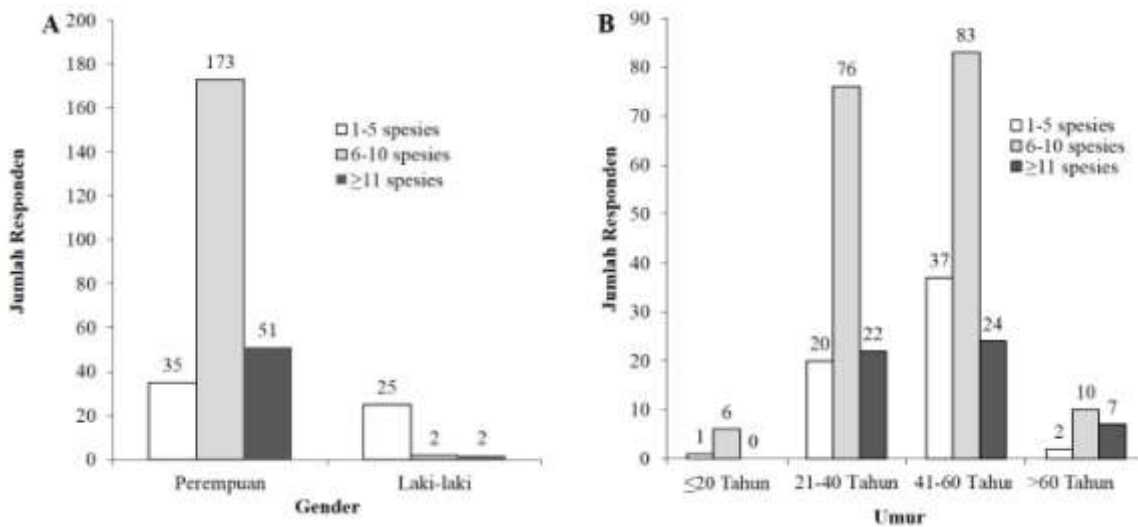 A
Jumlah Responden
200
180
160
140
120
100
80
60
40
20
0
35
173
51
25
2
2
1-5 spesies
6-10 spesies
≥11 spesies
Perempuan
Laki-laki
Gender
B
Jumlah Responden
90
80
70
60
50
40
30
20
10
0
1
6
0
20
76
22
37
83
24
2
10
7
1-5 spesies
6-10 spesies
≥11 spesies
≤20 Tahun
21-40 Tahun
41-60 Tahur
>60 Tahun
Umur